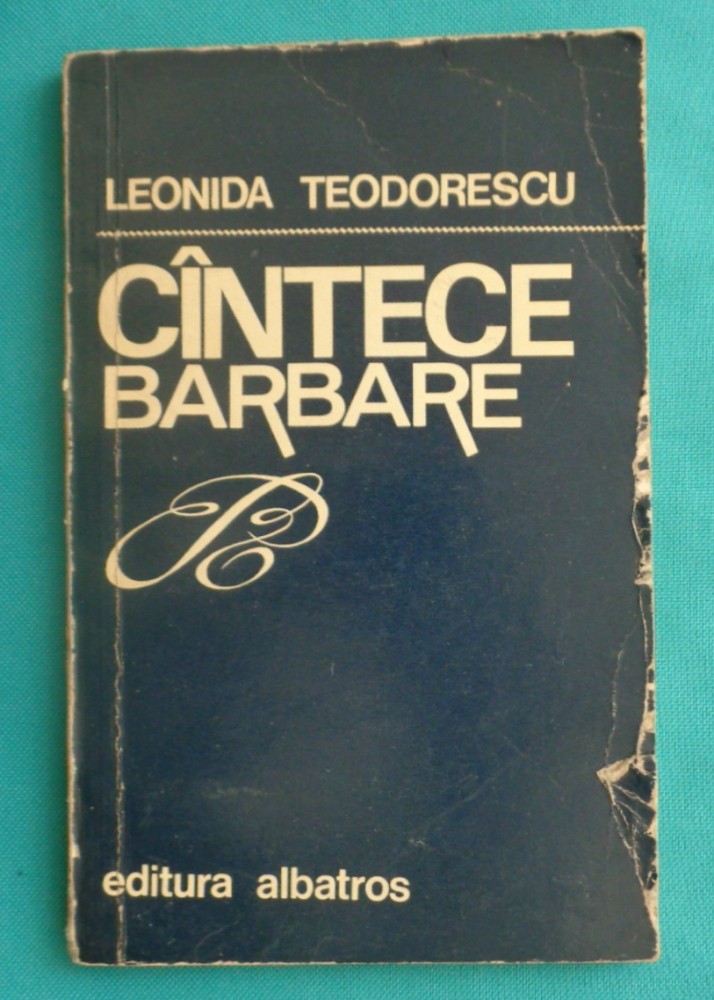 LEONIDA TEODORESCU
CÎNTECE
BARBARE
editura albatros